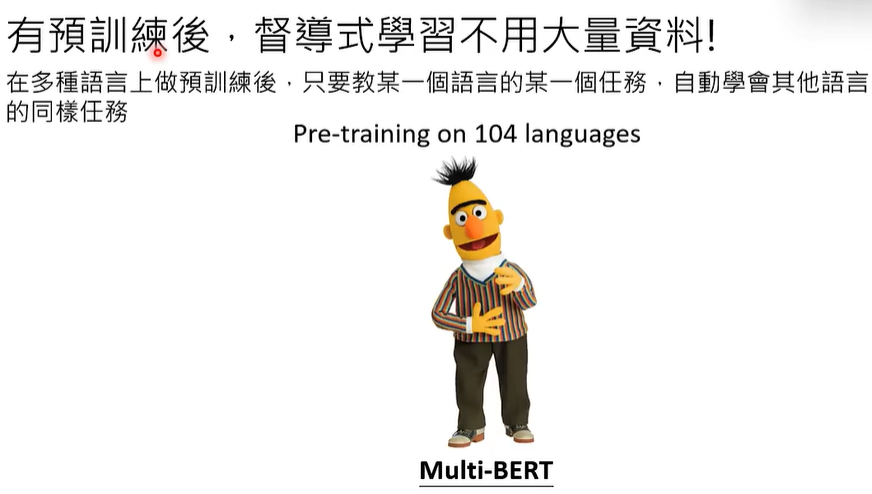 有預訓練後，督導式學習不用大量資料!
在多種語言上做預訓練後，只要教某一個語言的某一個任務，自動學會其他語言
的同樣任務
Pre-training on 104 languages
Multi-BERT